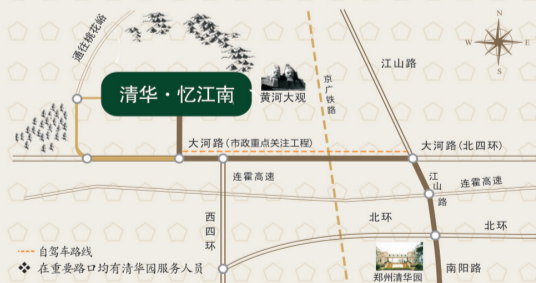 通往桃花峪
N
W
E
S
江山路
清华·忆江南
黄河大观
京广铁路
大河路(市政重点关注工程)
大河路(北四环)
连霍高速
江山路
连霍高速
西四环
北环
北环
自驾车路线
❖ 在重要路口均有清华园服务人员
郑州清华园
南阳路